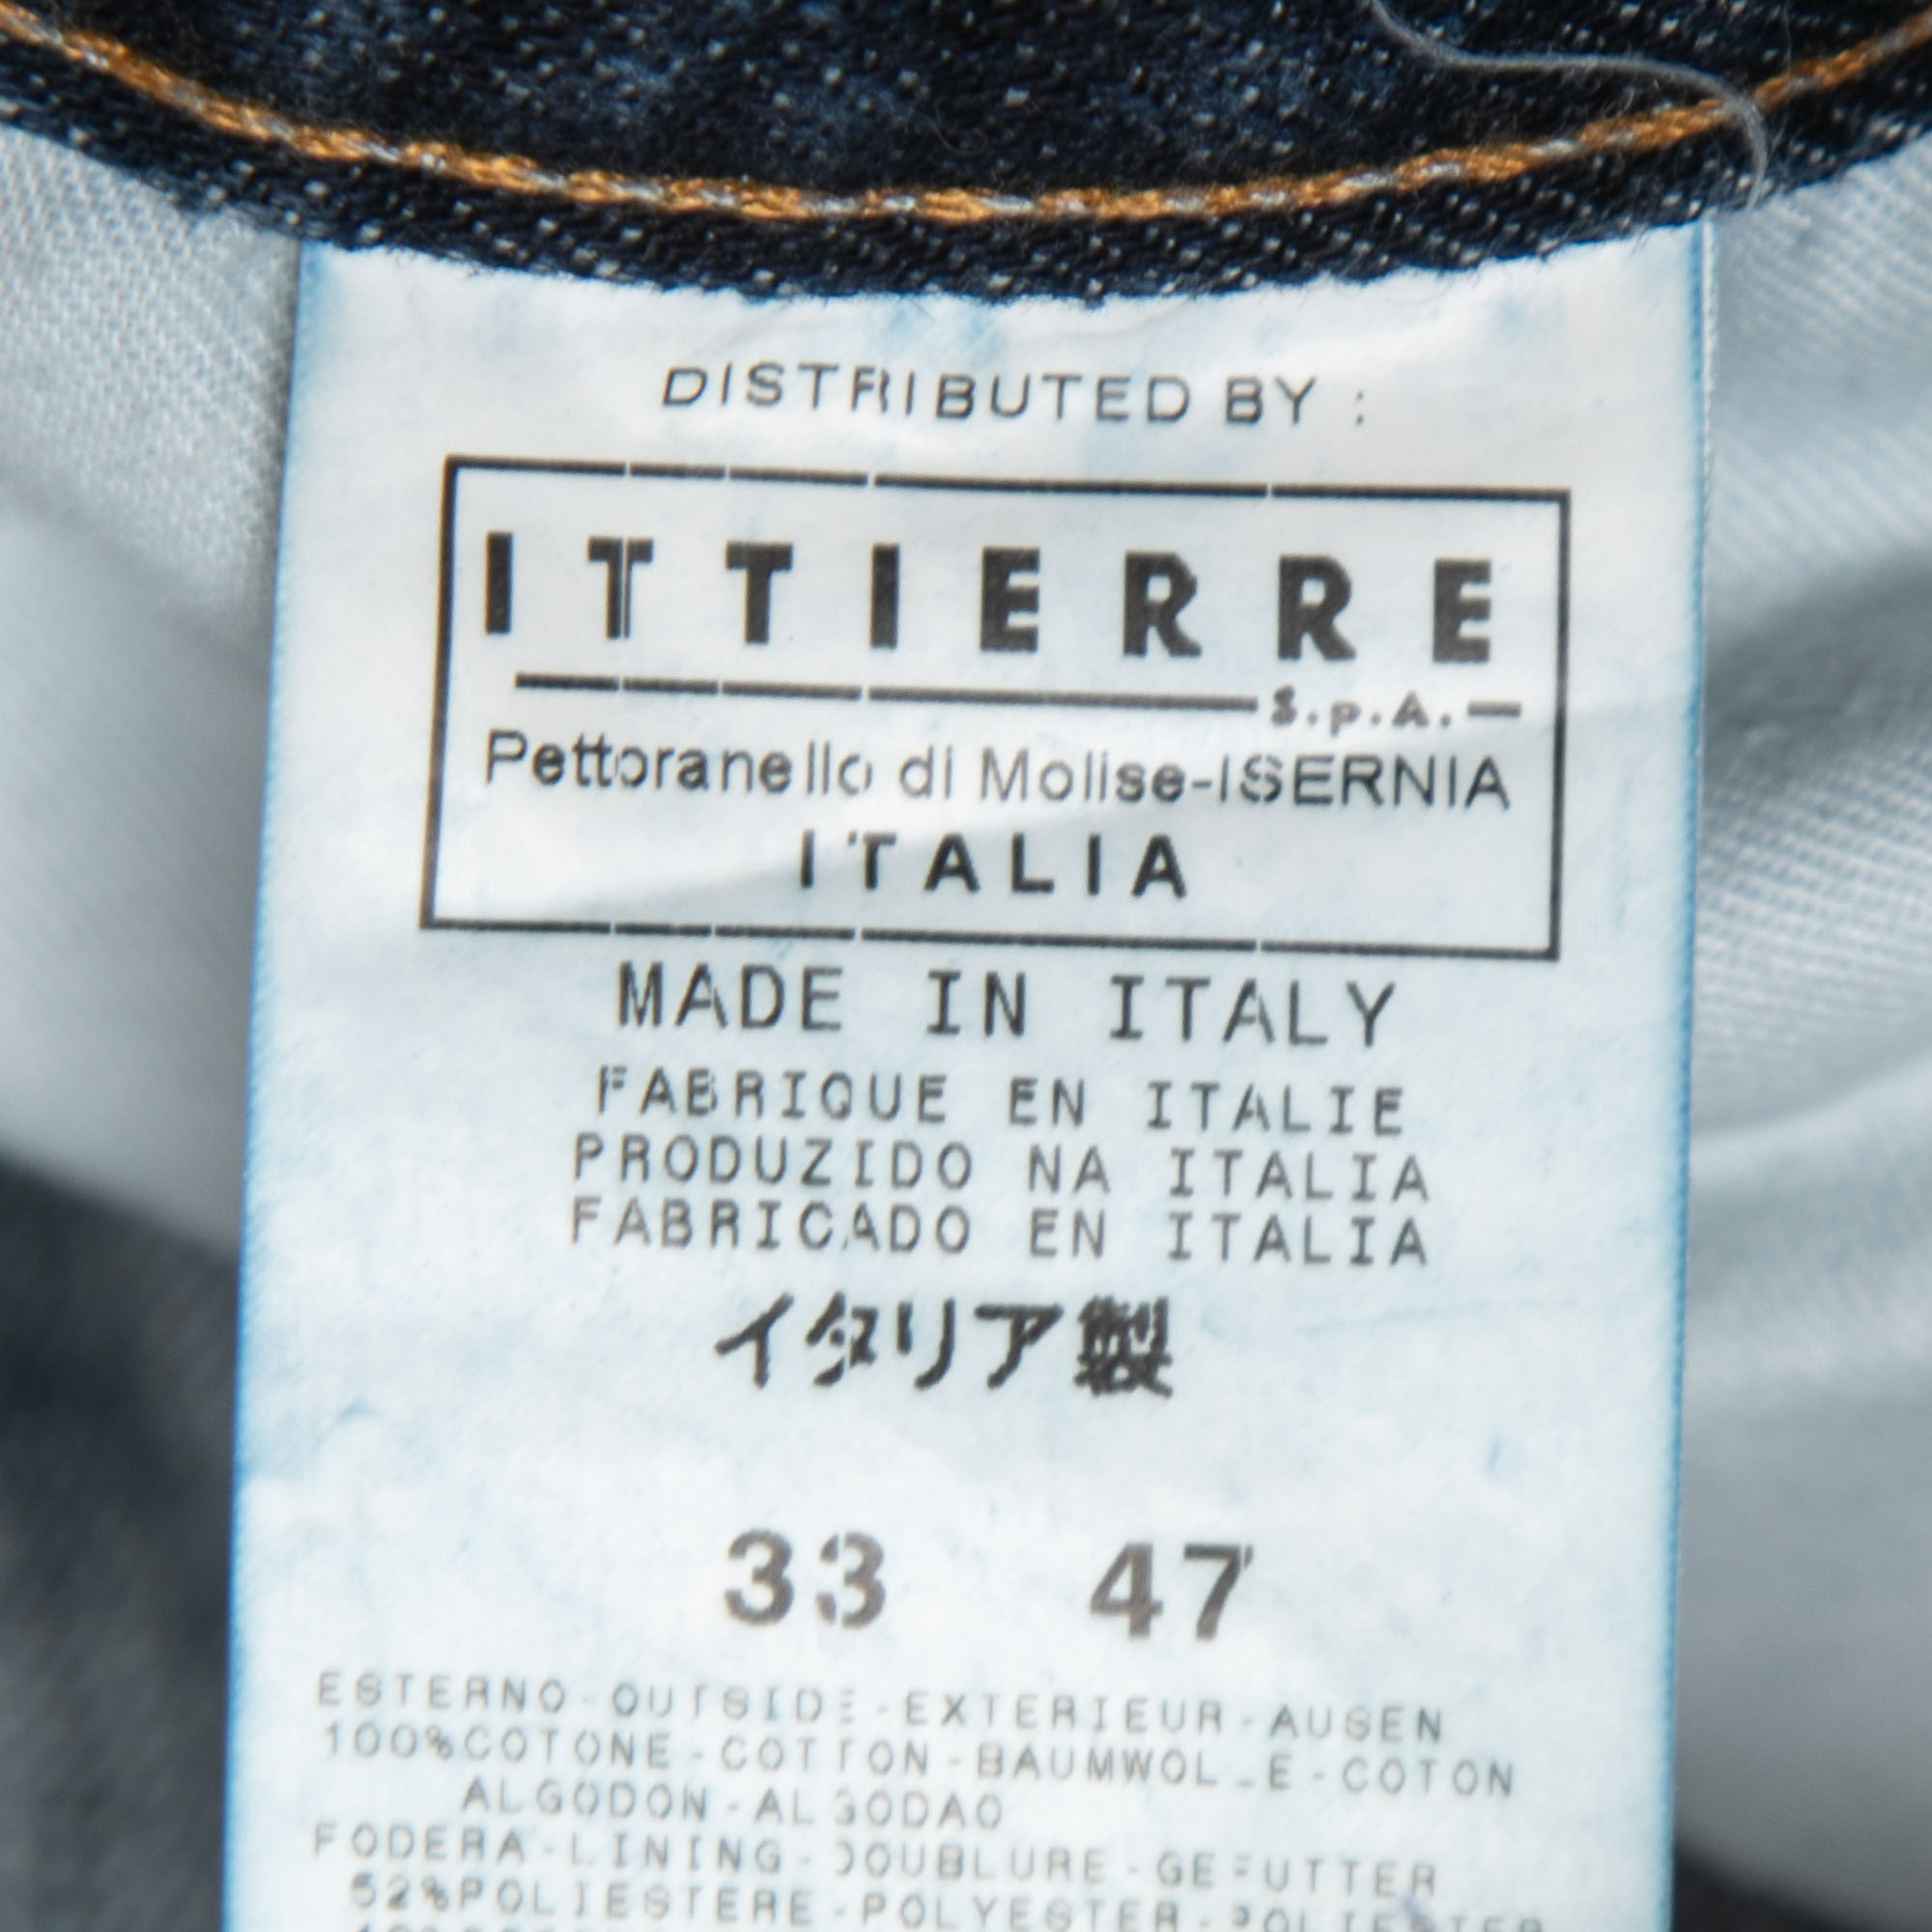 DISTRIBUTED BY :
ITTIERRE
S.p.A.
Pettoranello di Molise-ISERNIA
ITALIA
MADE IN ITALY
FABRIQUE EN ITALIE
PRODUZIDO NA ITALIA
FABRICADO EN ITALIA
イタリア製
33 47
ESTERNO-OUTSIDE-EXTERIEUR-AUSEN
100%COTONE-COTTON-BAUMWOLLE-COTON
ALGODON-ALGODAO
FODERA-LINING-DOUBLURE-GEFUTTER
52%POLIESTERE-POLYESTER-POLIESTER